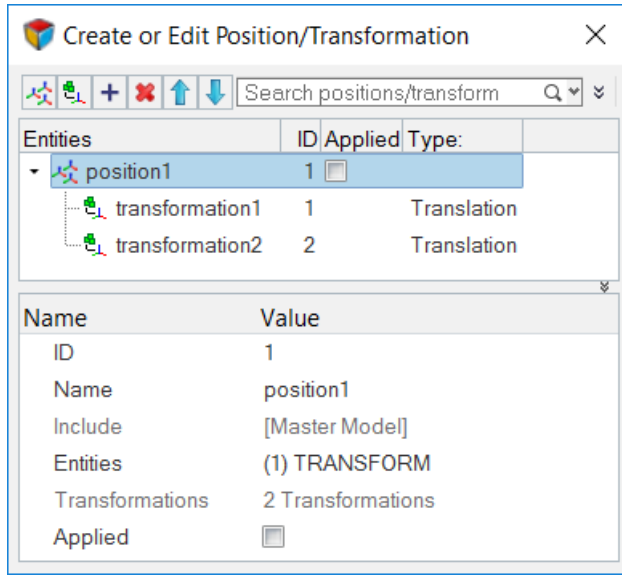 Create or Edit Position/Transformation
Search positions/transform
Entities ID Applied Type:
position1 1
transformation1 1 Translation
transformation2 2 Translation
Name Value
ID 1
Name position1
Include [Master Model]
Entities (1) TRANSFORM
Transformations 2 Transformations
Applied